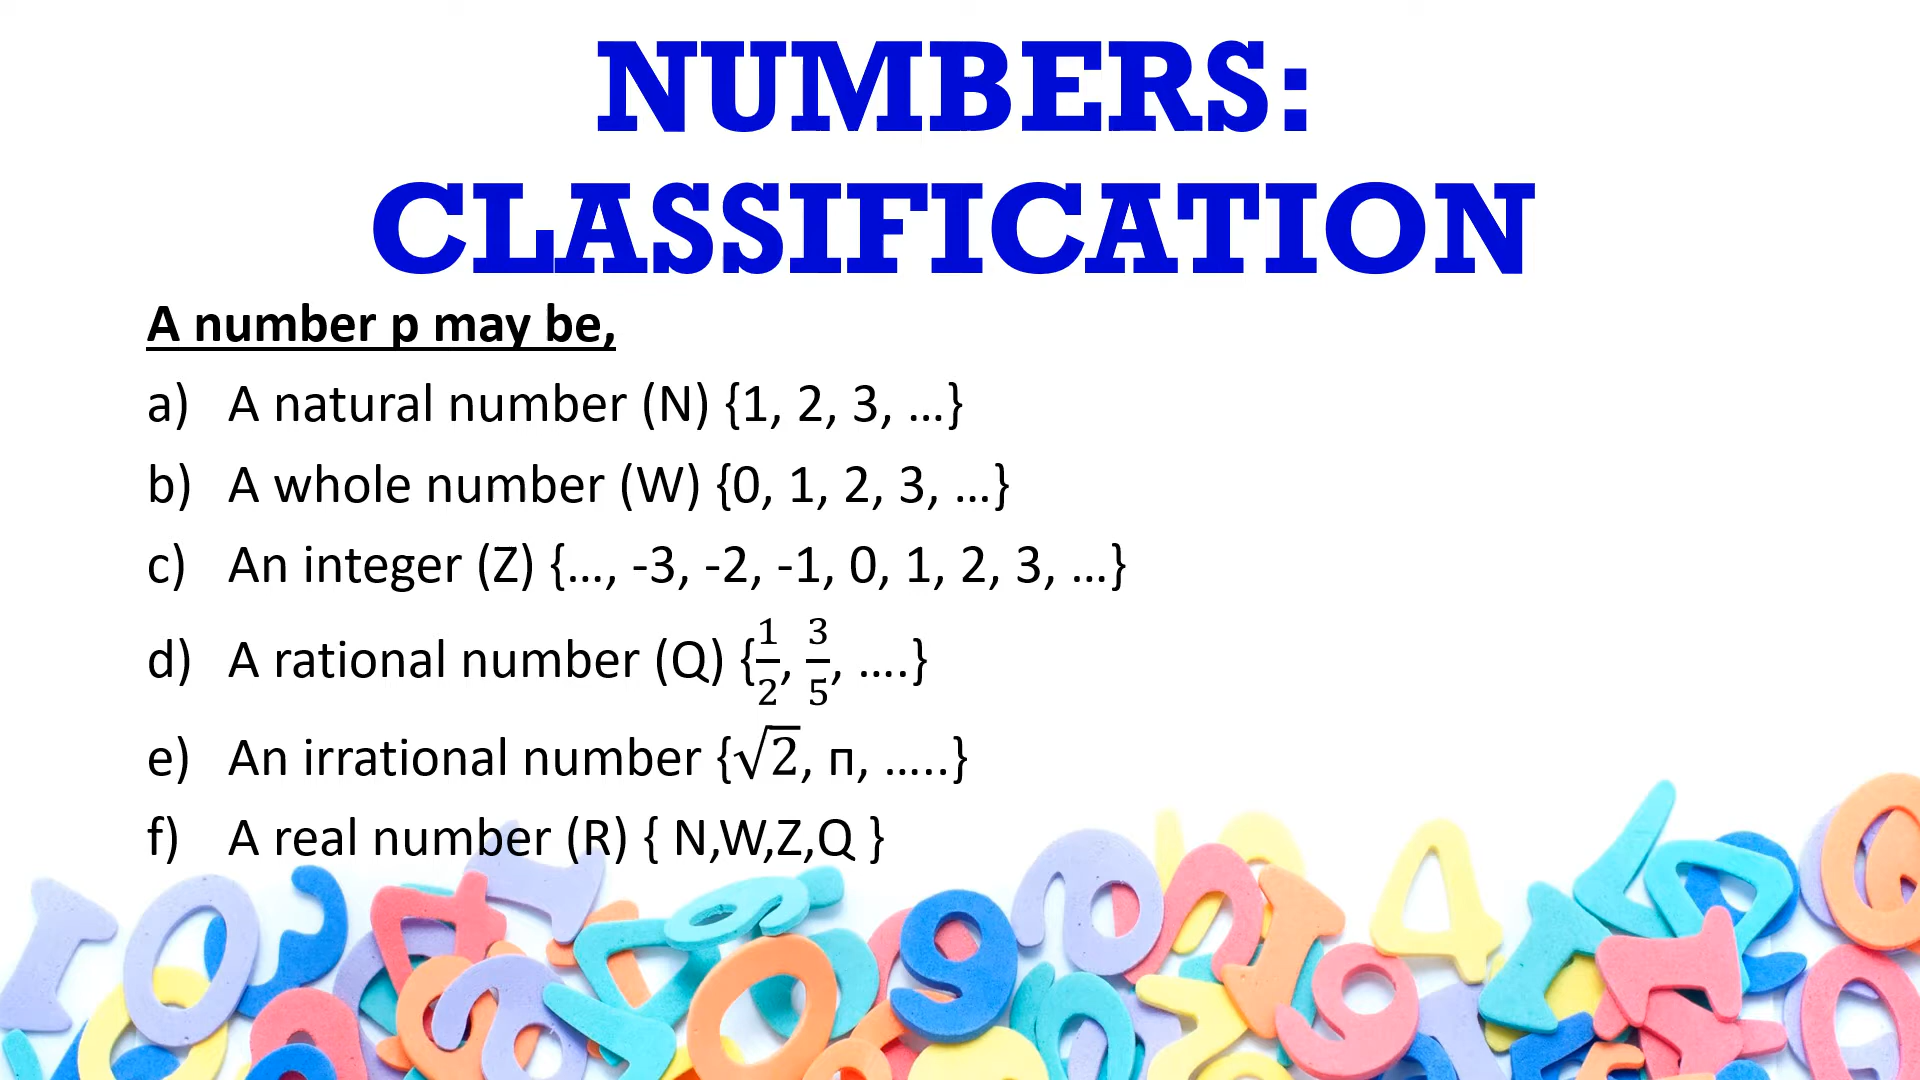 NUMBERS:
CLASSIFICATION
A number p may be,
a) A natural number (N) {1, 2, 3, ...}
b) A whole number (W) {0, 1, 2, 3, ...}
c) An integer (Z) {..., -3, -2, -1, 0, 1, 2, 3, ...}
d) A rational number (Q) {1/2, 3/5, ....}
e) An irrational number {√2, п, .....}
f) A real number (R) { N,W,Z,Q }